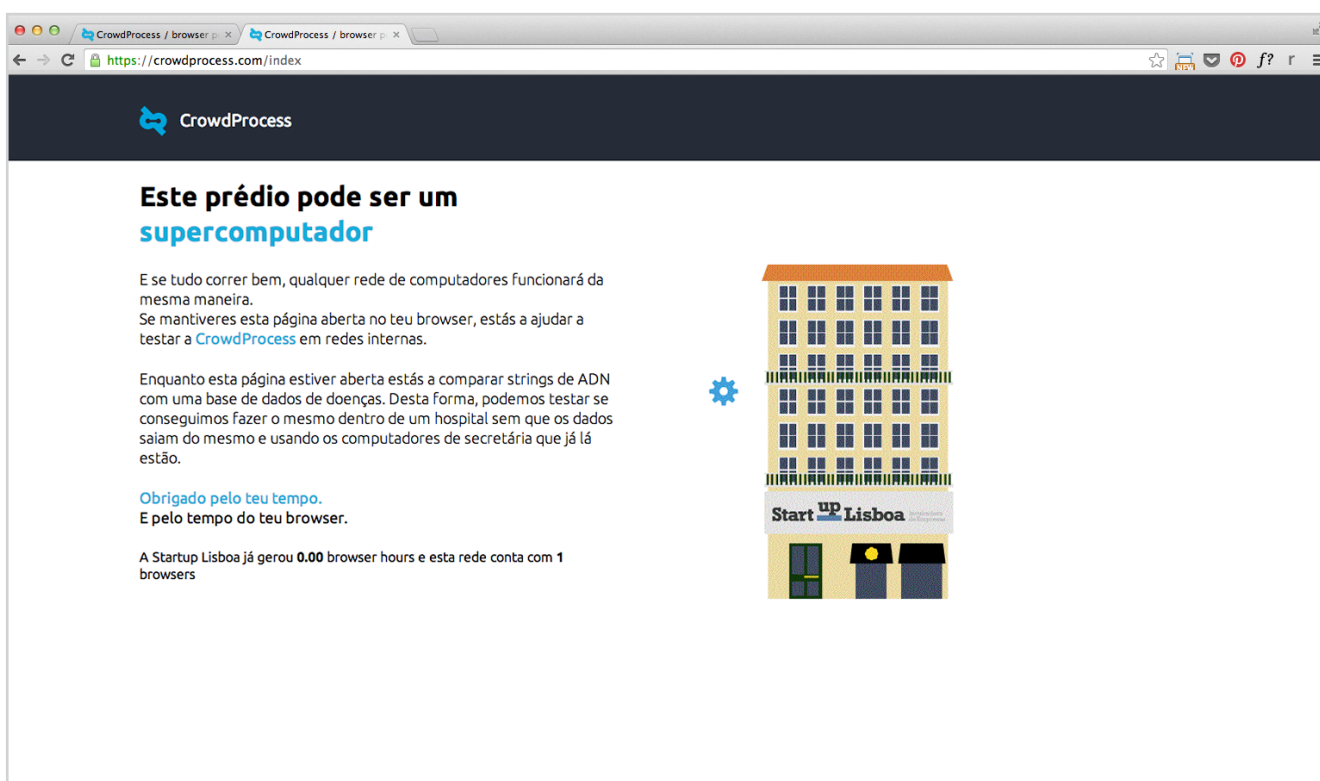 CrowdProcess / browser p
CrowdProcess / browser p
https://crowdprocess.com/index
NEW
f?
r
CrowdProcess
Este prédio pode ser um
supercomputador
E se tudo correr bem, qualquer rede de computadores funcionará da
mesma maneira.
Se mantiveres esta página aberta no teu browser, estás a ajudar a
testar a CrowdProcess em redes internas.
Enquanto esta página estiver aberta estás a comparar strings de ADN
com uma base de dados de doenças. Desta forma, podemos testar se
conseguimos fazer o mesmo dentro de um hospital sem que os dados
saiam do mesmo e usando os computadores de secretária que já lá
estão.
Obrigado pelo teu tempo.
E pelo tempo do teu browser.
A Startup Lisboa já gerou 0.00 browser hours e esta rede conta com 1
browsers
Start up Lisboa